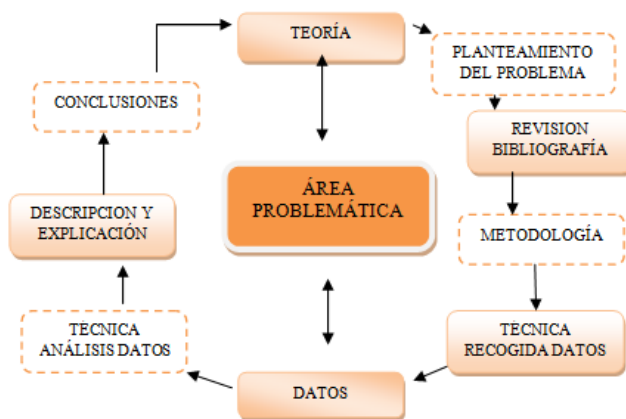 TEORÍA
PLANTEAMIENTO
DEL PROBLEMA
REVISION
BIBLIOGRAFÍA
METODOLOGÍA
TÉCNICA
RECOGIDA DATOS
DATOS
TÉCNICA
ANÁLISIS DATOS
DESCRIPCION Y
EXPLICACIÓN
CONCLUSIONES
ÁREA
PROBLEMÁTICA